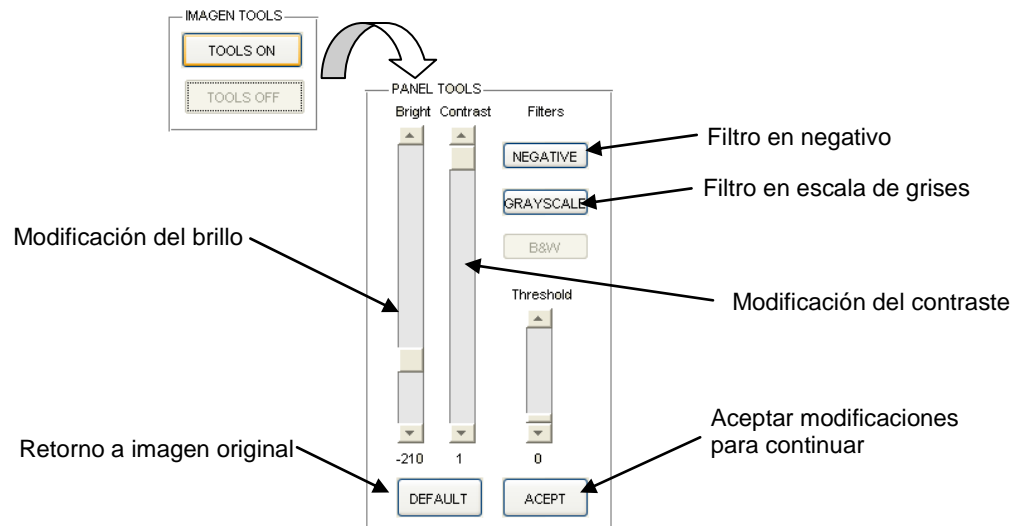 IMAGEN TOOLS
TOOLS ON
TOOLS OFF
PANEL TOOLS
Bright Contrast Filters
NEGATIVE
Filtro en negativo
GRAYSCALE
Filtro en escala de grises
B&W
Modificación del brillo
Threshold
Modificación del contraste
Aceptar modificaciones
para continuar
Retorno a imagen original
-210 1 0
DEFAULT ACEPT